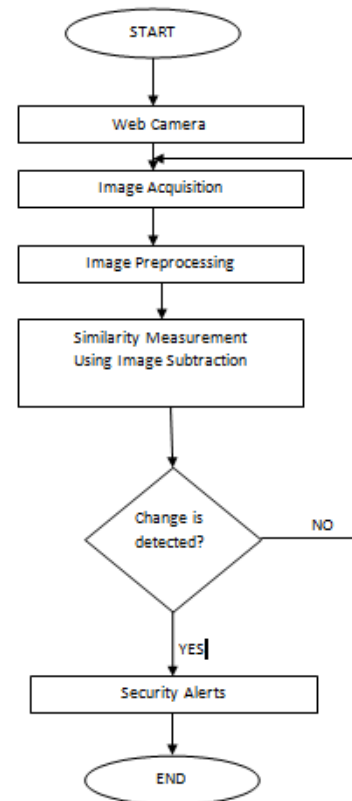 START
Web Camera
Image Acquisition
Image Preprocessing
Similarity Measurement
Using Image Subtraction
Change is
detected?
NO
YES
Security Alerts
END